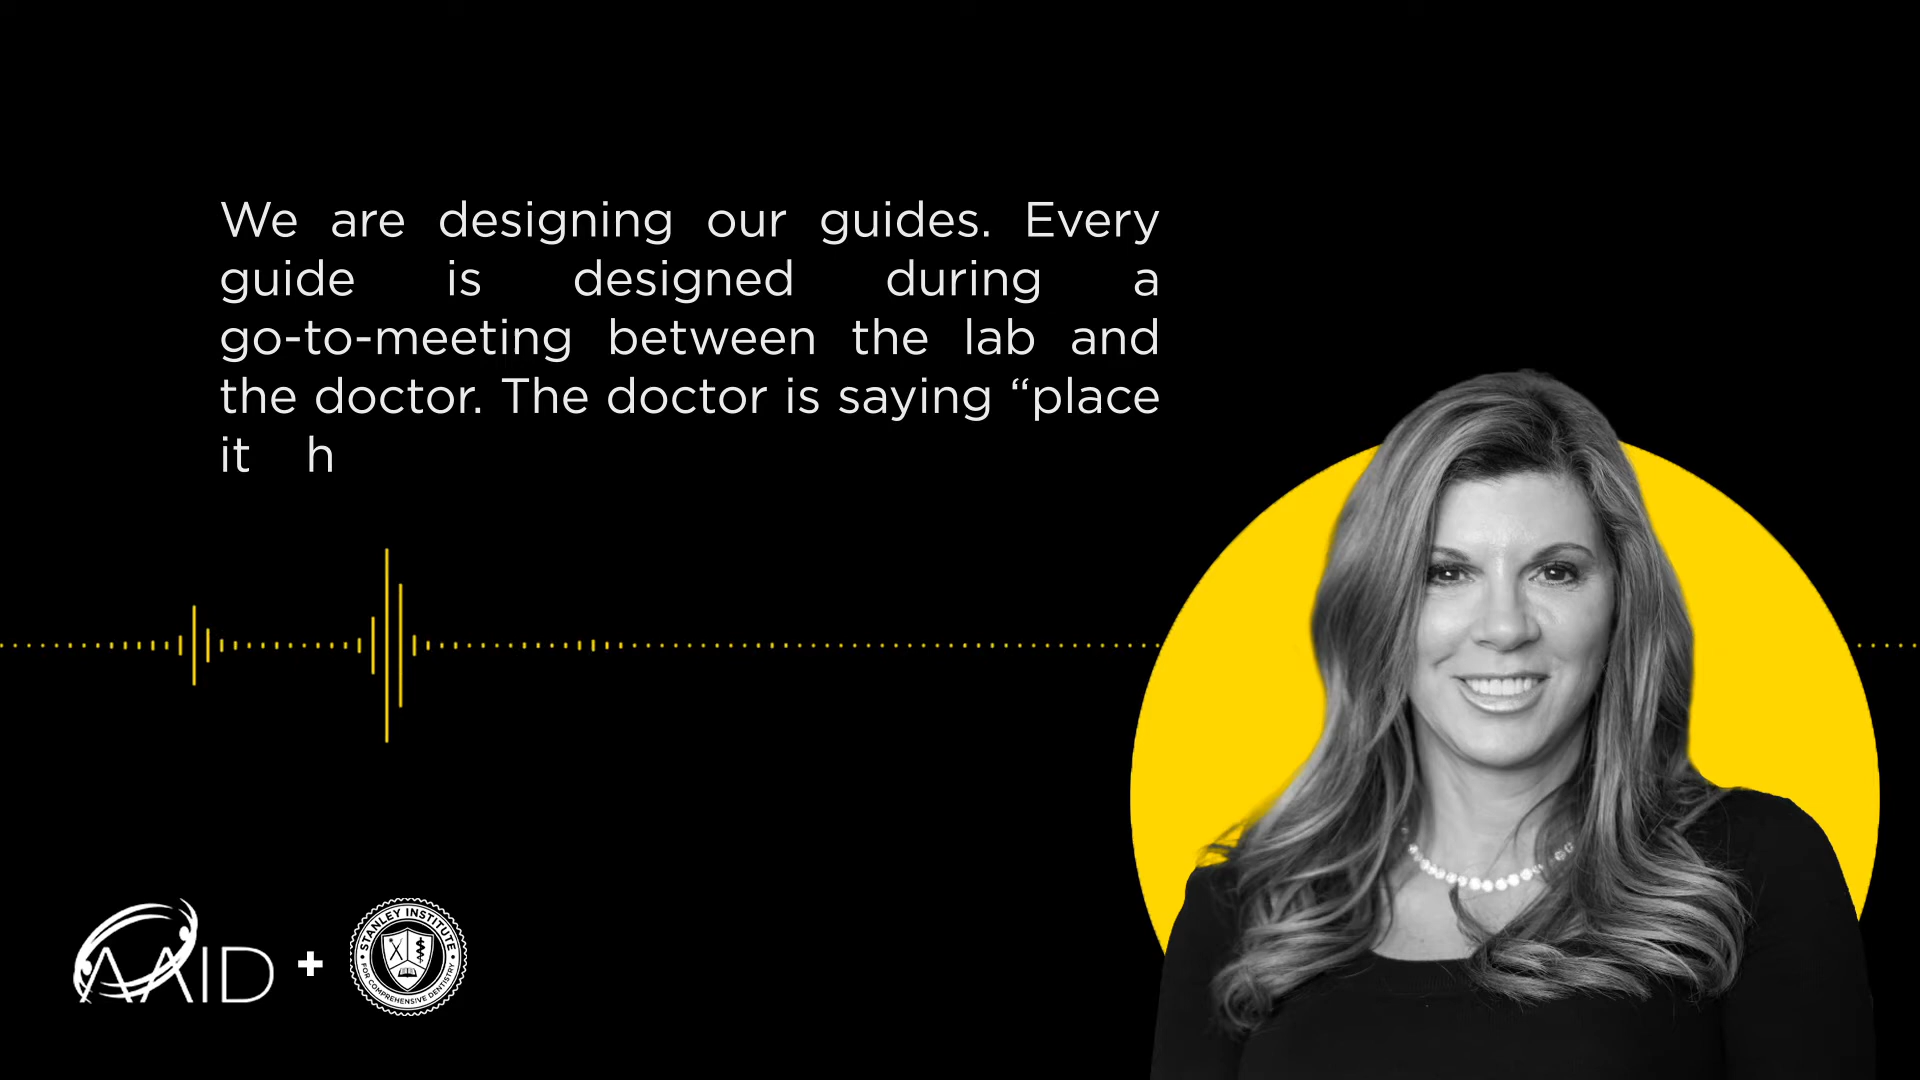 We are designing our guides. Every
guide is designed during a
go-to-meeting between the lab and
the doctor. The doctor is saying “place
it h
AAID +
STANLEY INSTITUTE
FOR COMPREHENSIVE DENTISTRY